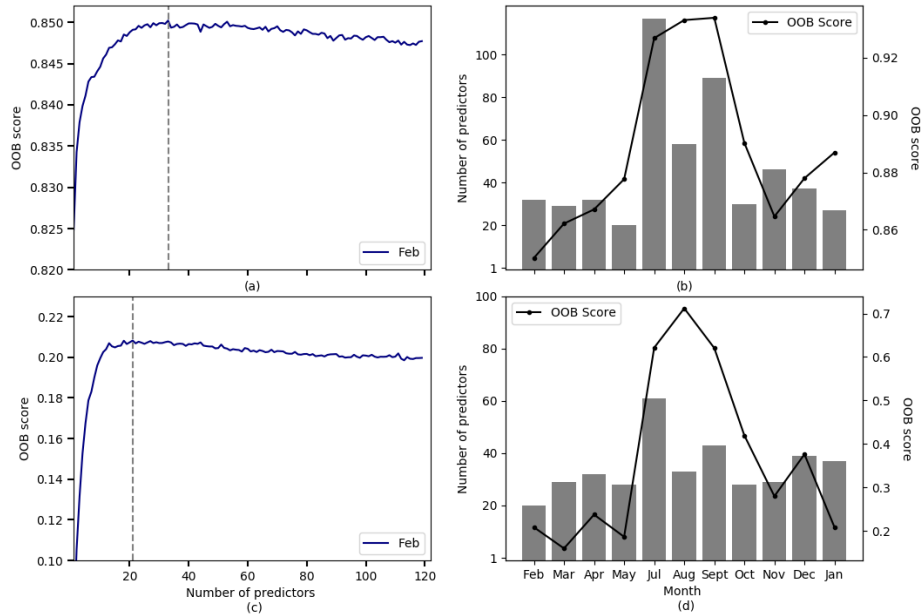 0.850
0.845
0.840
0.835
0.830
0.825
0.820
OOB score
Feb
(a)
120
100
80
60
40
20
1
Number of predictors
OOB Score
0.92
0.90
0.88
0.86
OOB score
(b)
0.22
0.20
0.18
0.16
0.14
0.12
0.10
OOB score
Feb
20 40 60 80 100 120
Number of predictors
(c)
100
80
60
40
20
1
Number of predictors
OOB Score
0.7
0.6
0.5
0.4
0.3
0.2
OOB score
Feb Mar Apr May Jul Aug Sept Oct Nov Dec Jan
Month
(d)